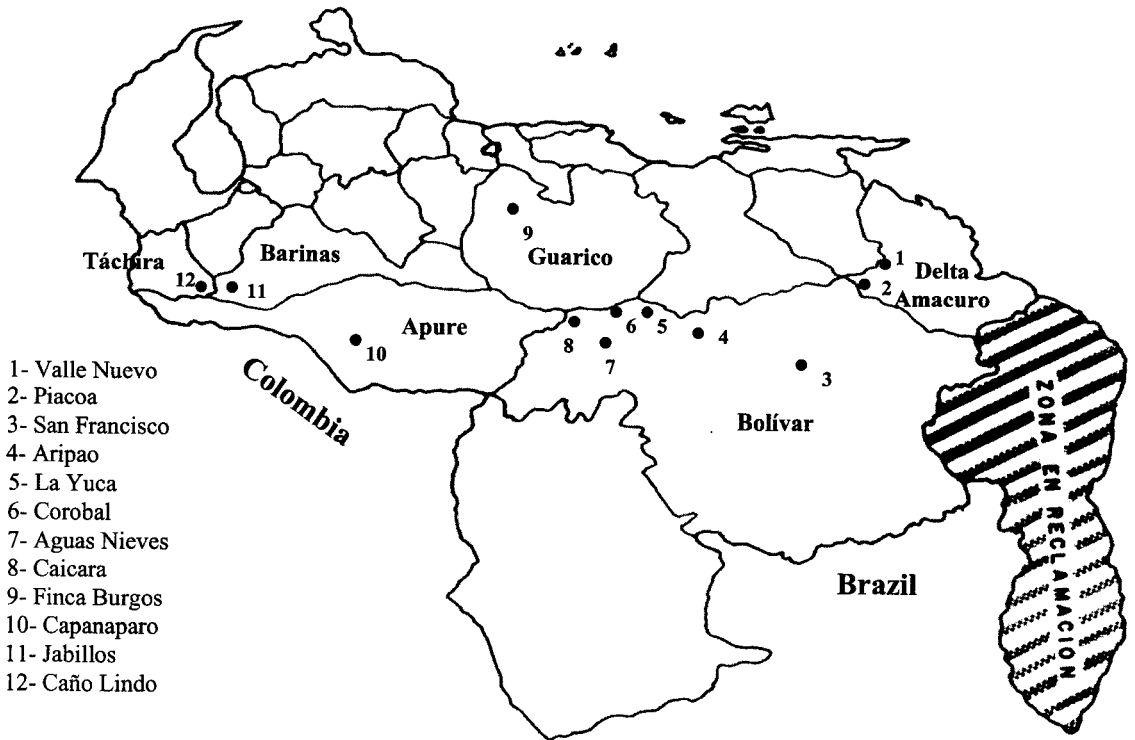 Táchira
Barinas
Guarico
Delta
Amacuro
Apure
Bolívar
Colombia
Brazil
ZONA EN RECLAMACION
1
2
3
4
5
6
7
8
9
10
11
12
1- Valle Nuevo
2- Piacoa
3- San Francisco
4- Aripao
5- La Yuca
6- Corobal
7- Aguas Nieves
8- Caicara
9- Finca Burgos
10- Capanaparo
11- Jabillos
12- Caño Lindo